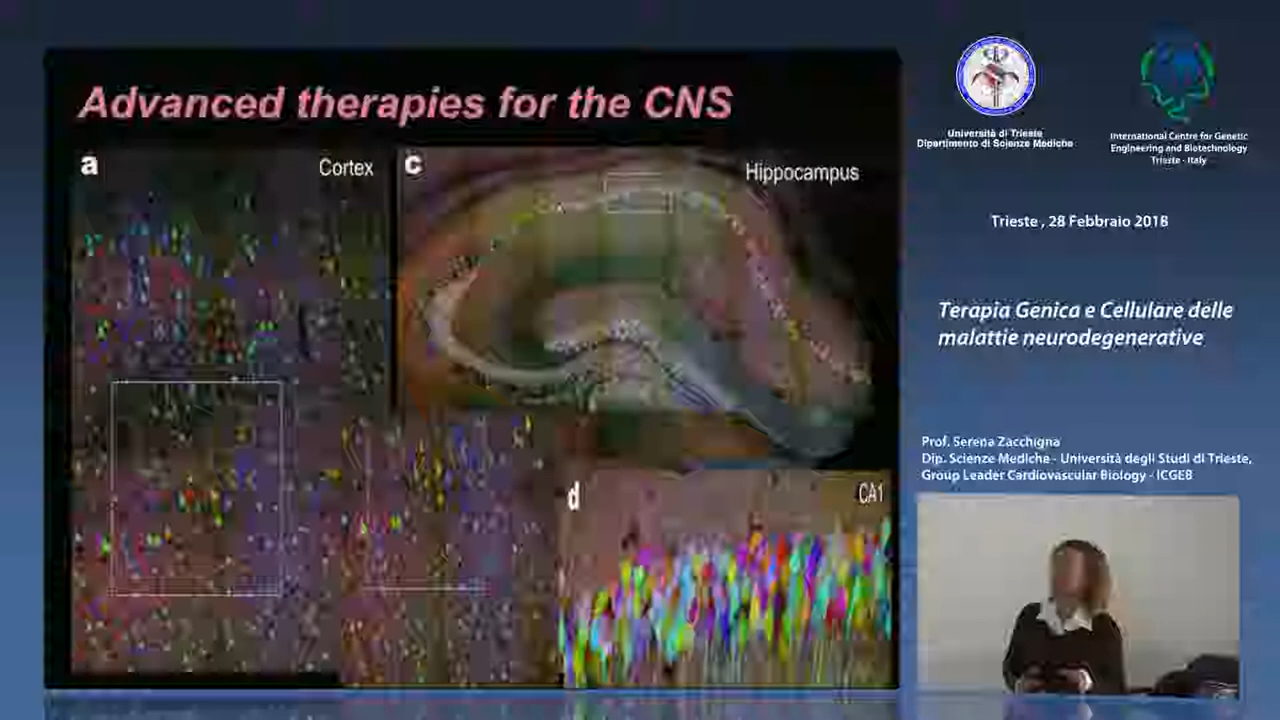 Advanced therapies for the CNS
a
Cortex
c
Hippocampus
d
CA1
Università di Trieste
Dipartimento di Scienze Mediche
International Centre for Genetic
Engineering and Biotechnology
Trieste - Italy
Trieste , 28 Febbraio 2018
Terapia Genica e Cellulare delle
malattie neurodegenerative
Prof. Serena Zacchigna
Dip. Scienze Mediche - Università degli Studi di Trieste,
Group Leader Cardiovascular Biology - ICGEB